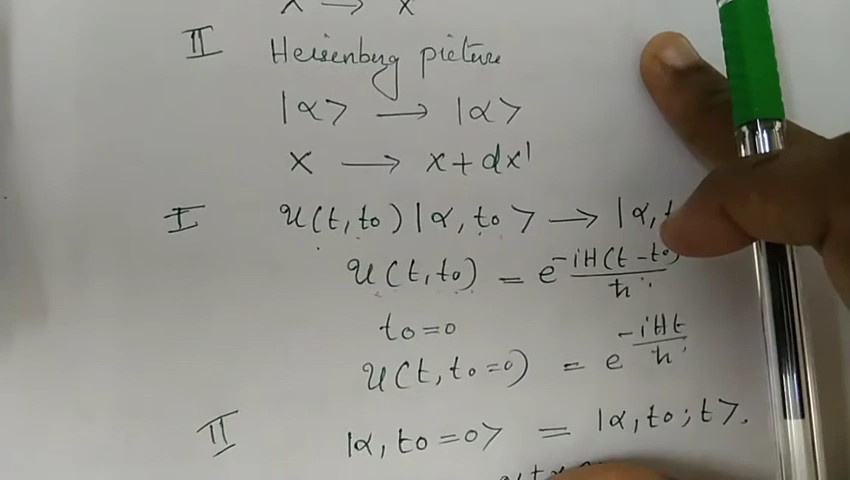 x → x
II Heisenberg picture
|α> → |α>
x → x + dx'
I U(t, t₀) |α, t₀ > → |α, t
U(t, t₀) = e^{-iH(t - t₀)/ħ}
t₀ = 0
U(t, t₀ = 0) = e^{-iHt/ħ}
II |α, t₀ = 0> = |α, t₀ ; t>.